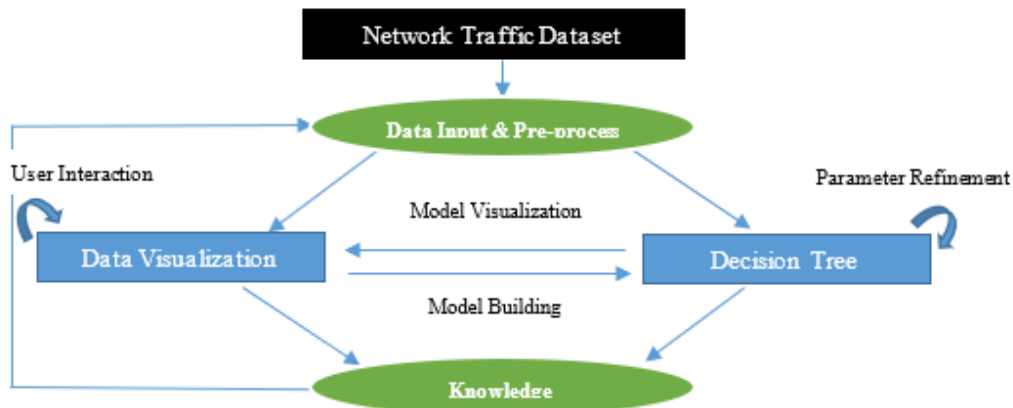 Network Traffic Dataset
Data Input & Pre-process
User Interaction
Parameter Refinement
Model Visualization
Data Visualization
Decision Tree
Model Building
Knowledge